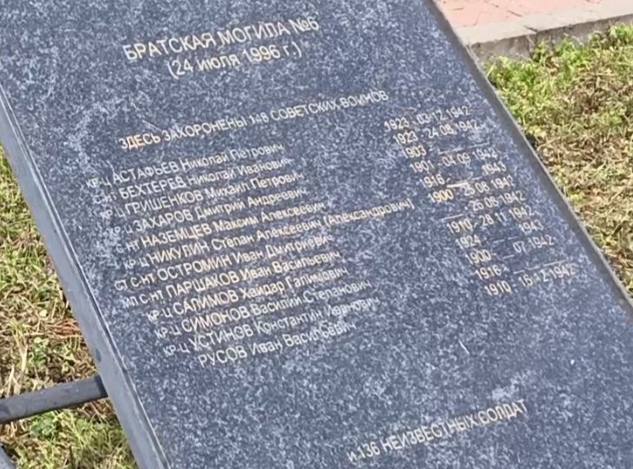 БРАТСКАЯ МОГИЛА №6
(24 июля 1996 г.)
ЗДЕСЬ ЗАХОРОНЕНЫ 148 СОВЕТСКИХ ВОИНОВ
кр-ц АСТАФЬЕВ Николай Петрович 1923 - 03.12.1942
БЕХТЕРЕВ Николай Иванович 1923 - 24.08.1942
кр-ц ГРИШЕНКОВ Михаил Петрович 1903
кр-ц ЗАХАРОВ Дмитрий Андреевич 1901 - 04.09.1942
НАЗЕМЦЕВ Максим Алексеевич 1916 1943
кр-ц НИКУЛИН Степан Алексеевич (Александрович) 1900 - 25.08.1942
ст с-нт ОСТРОМИН Иван Дмитриевич 25.08.1942
мл с-нт ПАРШАКОВ Иван Васильевич 1910 - 28.11.1942
кр-ц САЛИМОВ Хайдар Галимович 1924 1942
кр-ц СИМОНОВ Василий Степанович 1900 07.1942
кр-ц УСТИНОВ Константин Иванович 1916
РУСОВ Иван Васильевич 1910 - 15.12.1942
и 136 НЕИЗВЕСТНЫХ СОЛДАТ